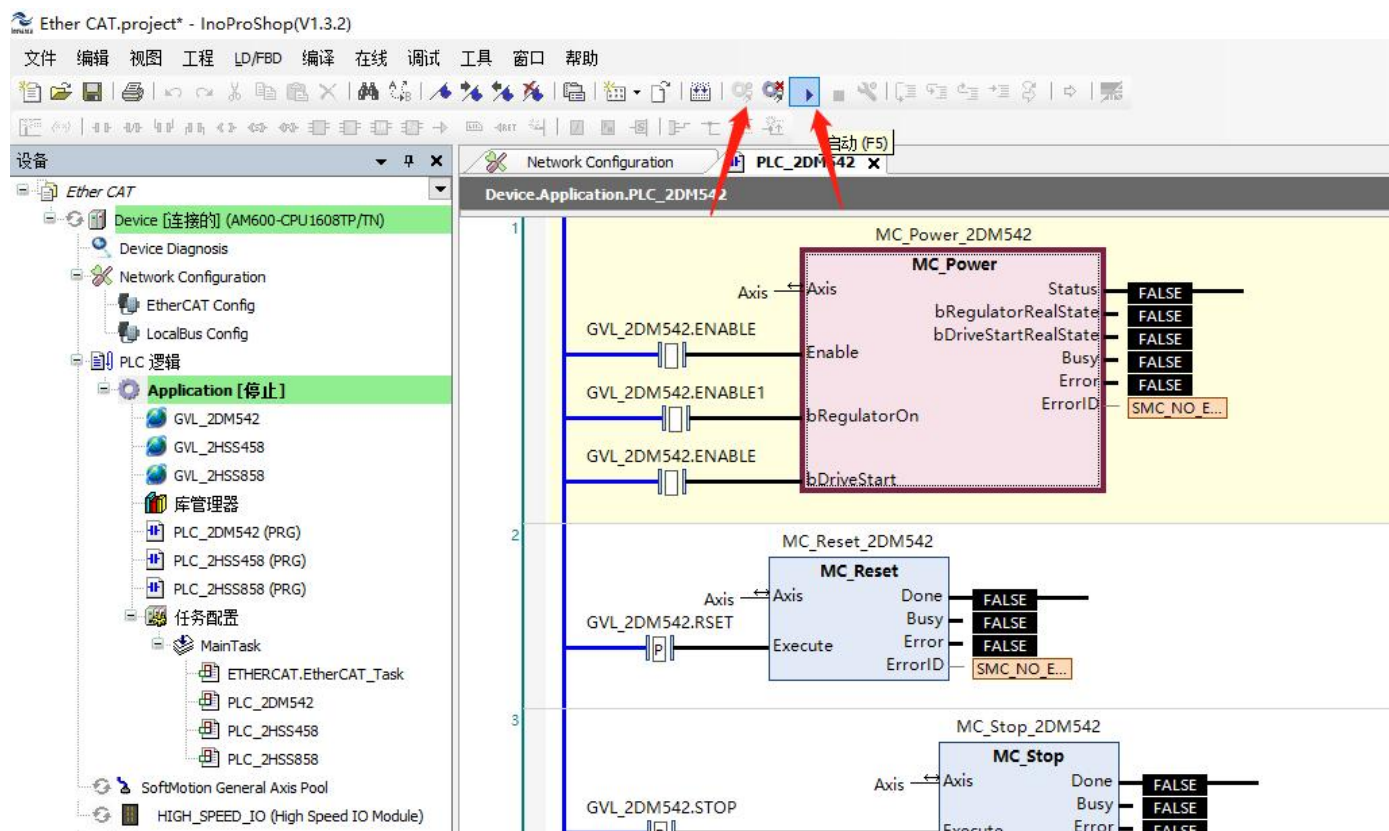 Ether CAT.project* - InoProShop(V1.3.2)
文件 编辑 视图 工程 LD/FBD 编译 在线 调试 工具 窗口 帮助
启动 (F5)
设备
Network Configuration
PLC_2DM542
Ether CAT
Device.Application.PLC_2DM542
Device [连接的] (AM600-CPU1608TP/TN)
Device Diagnosis
Network Configuration
EtherCAT Config
LocalBus Config
PLC 逻辑
Application [停止]
GVL_2DM542
GVL_2HSS458
GVL_2HSS858
库管理器
PLC_2DM542 (PRG)
PLC_2HSS458 (PRG)
PLC_2HSS858 (PRG)
任务配置
MainTask
ETHERCAT.EtherCAT_Task
PLC_2DM542
PLC_2HSS458
PLC_2HSS858
SoftMotion General Axis Pool
HIGH_SPEED_IO (High Speed IO Module)
1
MC_Power_2DM542
MC_Power
Axis Axis Status FALSE
bRegulatorRealState FALSE
GVL_2DM542.ENABLE bDriveStartRealState FALSE
Enable Busy FALSE
Error FALSE
GVL_2DM542.ENABLE1 ErrorID SMC_NO_E...
bRegulatorOn
GVL_2DM542.ENABLE
bDriveStart
2
MC_Reset_2DM542
MC_Reset
Axis Axis Done FALSE
GVL_2DM542.RSET Busy FALSE
P Execute Error FALSE
ErrorID SMC_NO_E...
3
MC_Stop_2DM542
MC_Stop
Axis Axis Done FALSE
GVL_2DM542.STOP Busy FALSE
Execute Error FALSE